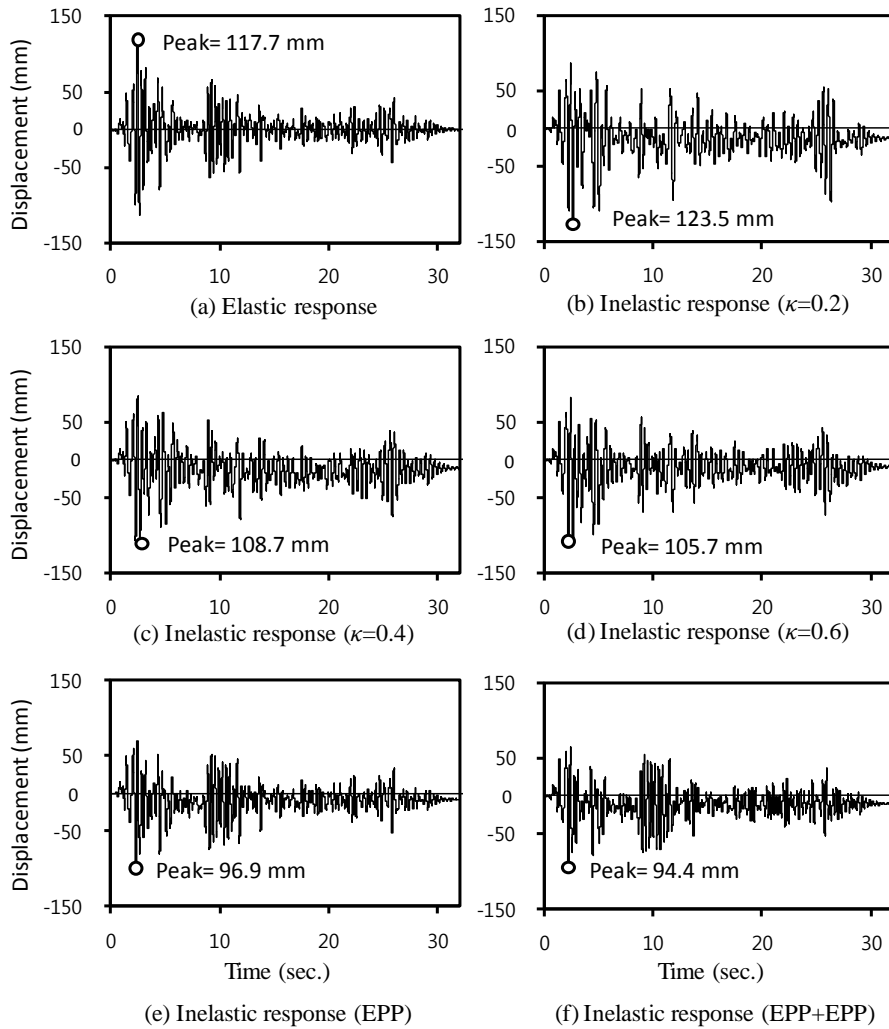 150
Peak= 117.7 mm
50
0
-50
-150
Displacement (mm)
0 10 20 30
(a) Elastic response
150
50
0
-50
Peak= 123.5 mm
-150
0 10 20 30
(b) Inelastic response (κ=0.2)
150
50
0
-50
Peak= 108.7 mm
-150
Displacement (mm)
0 10 20 30
(c) Inelastic response (κ=0.4)
150
50
0
-50
Peak= 105.7 mm
-150
0 10 20 30
(d) Inelastic response (κ=0.6)
150
50
0
-50
Peak= 96.9 mm
-150
Displacement (mm)
0 10 20 30
Time (sec.)
(e) Inelastic response (EPP)
150
50
0
-50
Peak= 94.4 mm
-150
0 10 20 30
Time (sec.)
(f) Inelastic response (EPP+EPP)